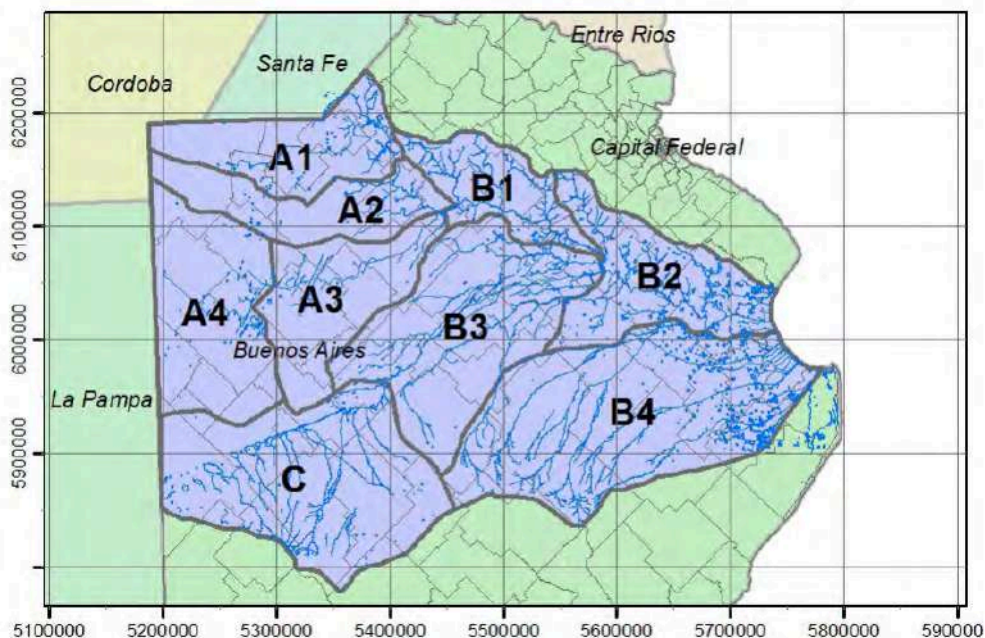 Entre Rios
Santa Fe
Cordoba
Capital Federal
A1
B1
A2
B2
A3
A4
B3
Buenos Aires
La Pampa
B4
C
6200000
6100000
6000000
5900000
5100000 5200000 5300000 5400000 5500000 5600000 5700000 5800000 5900000